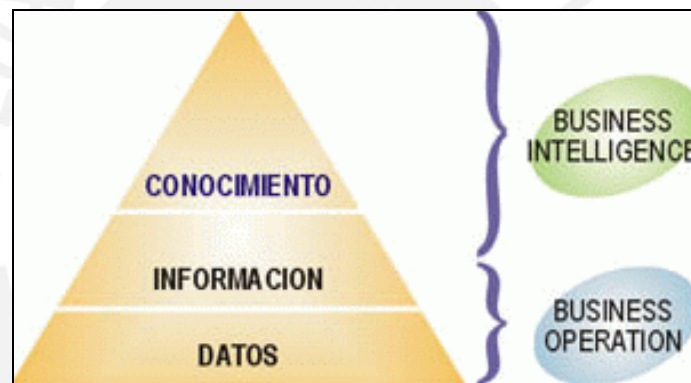 CONOCIMIENTO
INFORMACION
DATOS
BUSINESS
INTELLIGENCE
BUSINESS
OPERATION